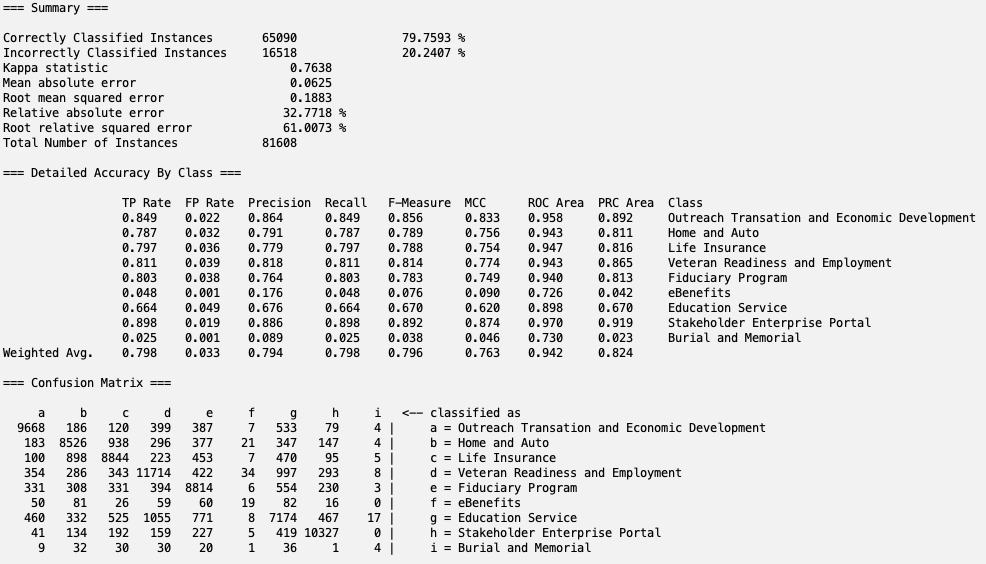 === Summary ===
Correctly Classified Instances 65090 79.7593 %
Incorrectly Classified Instances 16518 20.2407 %
Kappa statistic 0.7638
Mean absolute error 0.0625
Root mean squared error 0.1883
Relative absolute error 32.7718 %
Root relative squared error 61.0073 %
Total Number of Instances 81608
=== Detailed Accuracy By Class ===
TP Rate FP Rate Precision Recall F-Measure MCC ROC Area PRC Area Class
0.849 0.022 0.864 0.849 0.856 0.833 0.958 0.892 Outreach Transation and Economic Development
0.787 0.032 0.791 0.787 0.789 0.756 0.943 0.811 Home and Auto
0.797 0.036 0.779 0.797 0.788 0.754 0.947 0.816 Life Insurance
0.811 0.039 0.818 0.811 0.814 0.774 0.943 0.865 Veteran Readiness and Employment
0.803 0.038 0.764 0.803 0.783 0.749 0.940 0.813 Fiduciary Program
0.048 0.001 0.176 0.048 0.076 0.090 0.726 0.042 eBenefits
0.664 0.049 0.676 0.664 0.670 0.620 0.898 0.670 Education Service
0.898 0.019 0.886 0.898 0.892 0.874 0.970 0.919 Stakeholder Enterprise Portal
0.025 0.001 0.089 0.025 0.038 0.046 0.730 0.023 Burial and Memorial
Weighted Avg. 0.798 0.033 0.794 0.798 0.796 0.763 0.942 0.824
=== Confusion Matrix ===
a b c d e f g h i <-- classified as
9668 186 120 399 387 7 533 79 4 | a = Outreach Transation and Economic Development
183 8526 938 296 377 21 347 147 4 | b = Home and Auto
100 898 8844 223 453 7 470 95 5 | c = Life Insurance
354 286 343 11714 422 34 997 293 8 | d = Veteran Readiness and Employment
331 308 331 394 8814 6 554 230 3 | e = Fiduciary Program
50 81 26 59 60 19 82 16 0 | f = eBenefits
460 332 525 1055 771 8 7174 467 17 | g = Education Service
41 134 192 159 227 5 419 10327 0 | h = Stakeholder Enterprise Portal
9 32 30 30 20 1 36 1 4 | i = Burial and Memorial